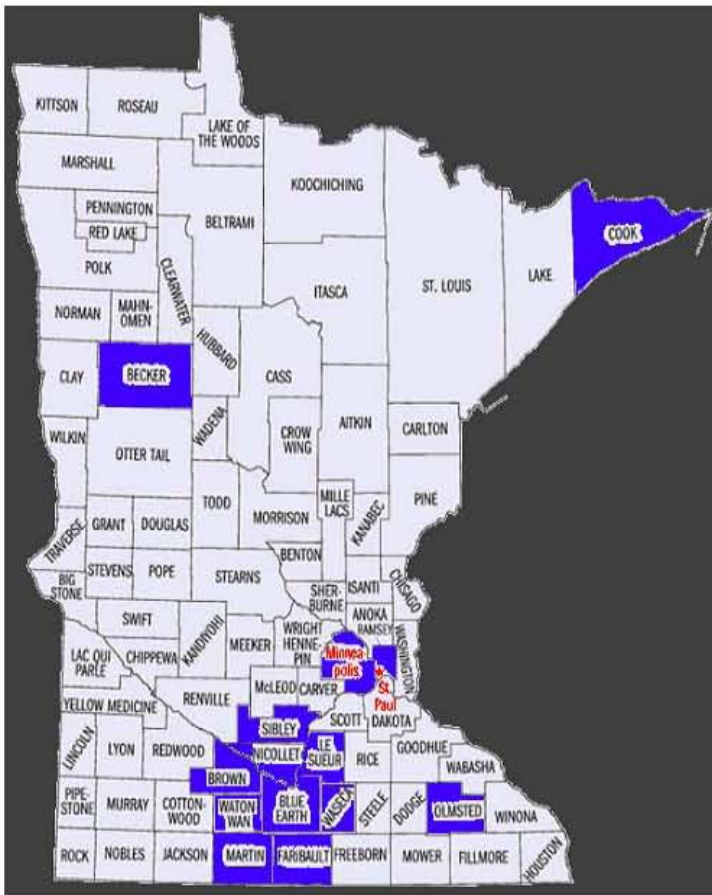 KITTSON
ROSEAU
LAKE OF
THE WOODS
MARSHALL
KOOCHICHING
PENNINGTON
BELTRAMI
RED LAKE
COOK
POLK
CLEARWATER
ST. LOUIS
LAKE
ITASCA
NORMAN
MAHN-
OMEN
HUBBARD
CLAY
BECKER
CASS
WADENA
AITKIN
CARLTON
WILKIN
CROW
WING
OTTER TAIL
PINE
TODD
MILLE
LACS
KANABEC
TRAVERSE
GRANT
DOUGLAS
MORRISON
BENTON
STEVENS
POPE
STEARNS
ISANTI
CHISAGO
BIG
STONE
SHER-
BURNE
SWIFT
KANDIYOHI
ANOKA
RAMSEY
WASHINGTON
WRIGHT
HENNE-
PIN
MEEKER
Minnea
polis
LAC QUI
PARLE
CHIPPEWA
MCLEOD
CARVER
St.
Paul
RENVILLE
YELLOW MEDICINE
SCOTT
DAKOTA
SIBLEY
LINCOLN
LYON
REDWOOD
NICOLLET
LE
SUEUR
RICE
GOODHUE
WABASHA
BROWN
PIPE-
STONE
MURRAY
COTTON-
WOOD
WATON
WAN
BLUE
EARTH
WASECA
STEELE
DODGE
OLMSTED
WINONA
ROCK
NOBLES
JACKSON
MARTIN
FARIBAULT
FREEBORN
MOWER
FILLMORE
HOUSTON